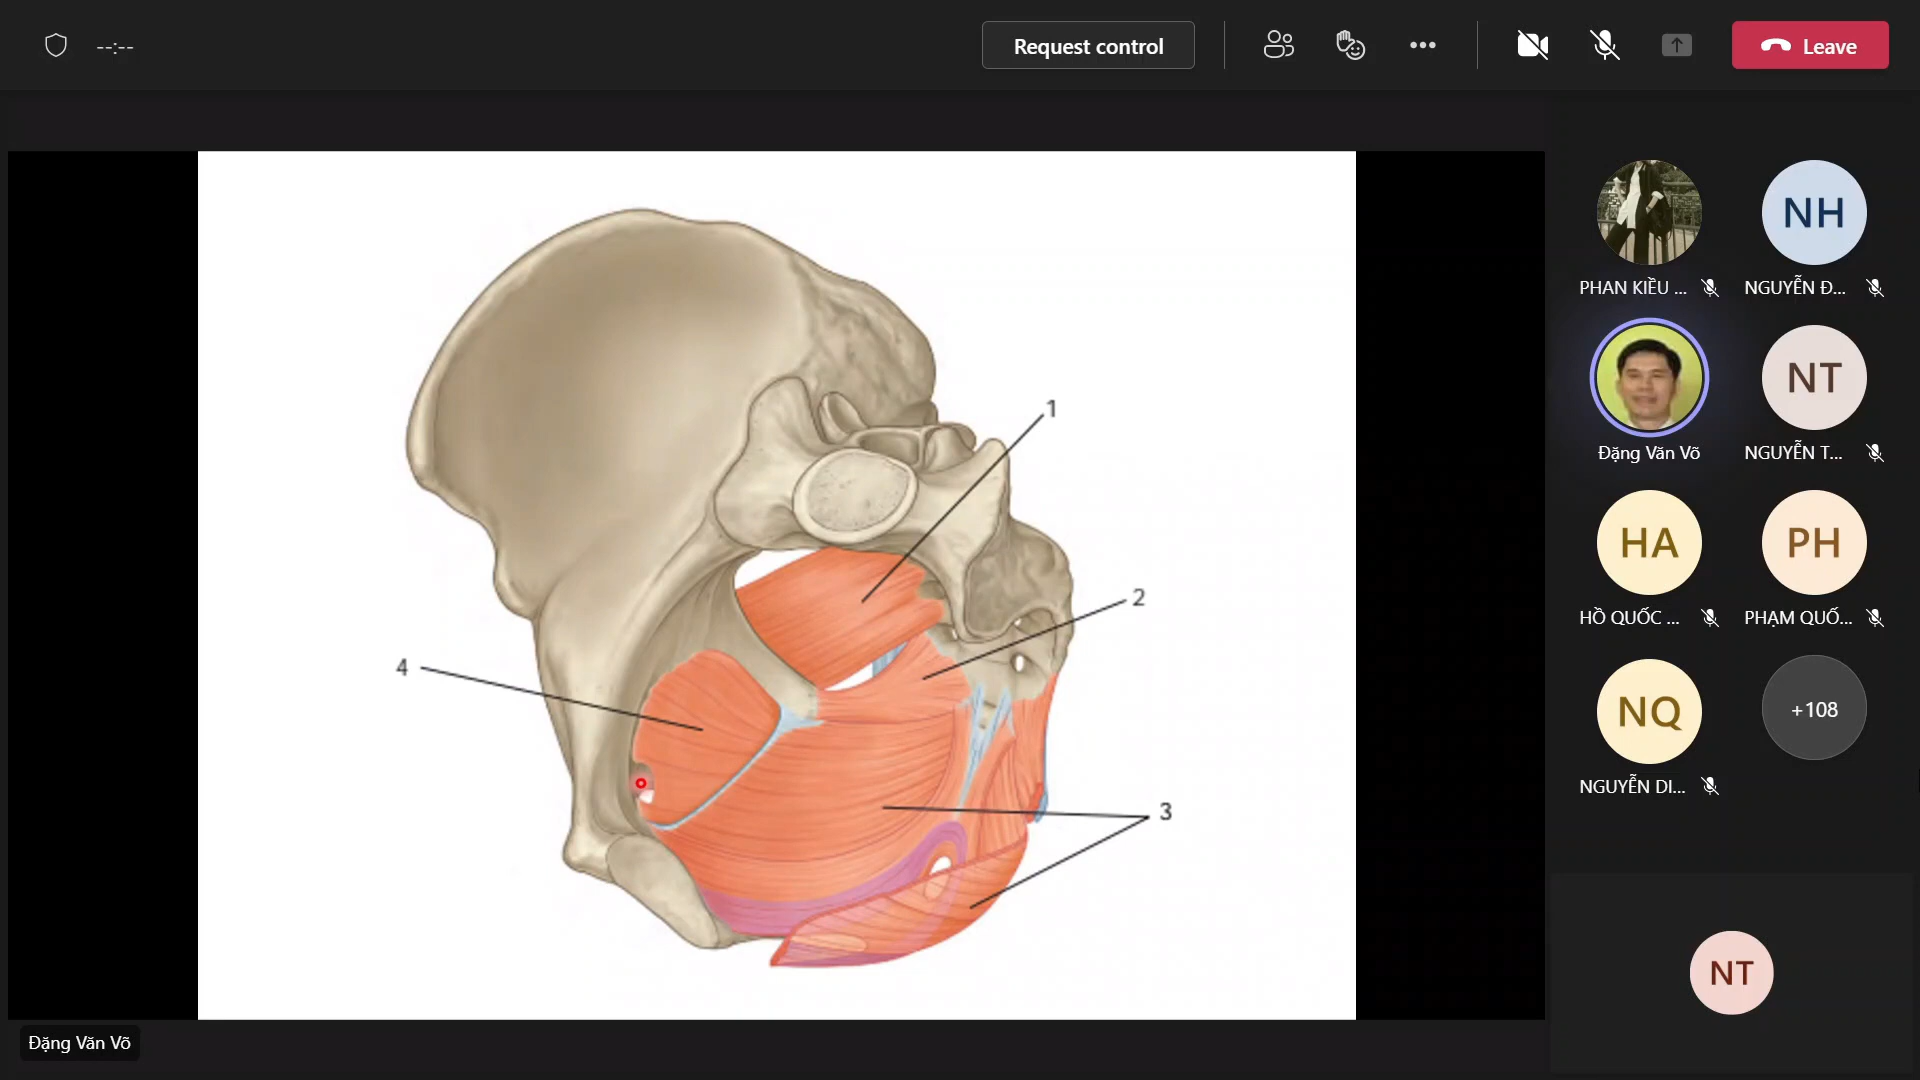 --:--
Request control
Leave
1
2
3
4
PHAN KIỀU ...
NH
NGUYỄN Đ...
Đặng Văn Võ
NT
NGUYỄN T...
HA
HỒ QUỐC ...
PH
PHẠM QUỐ...
NQ
NGUYỄN DI...
+108
NT
Đặng Văn Võ